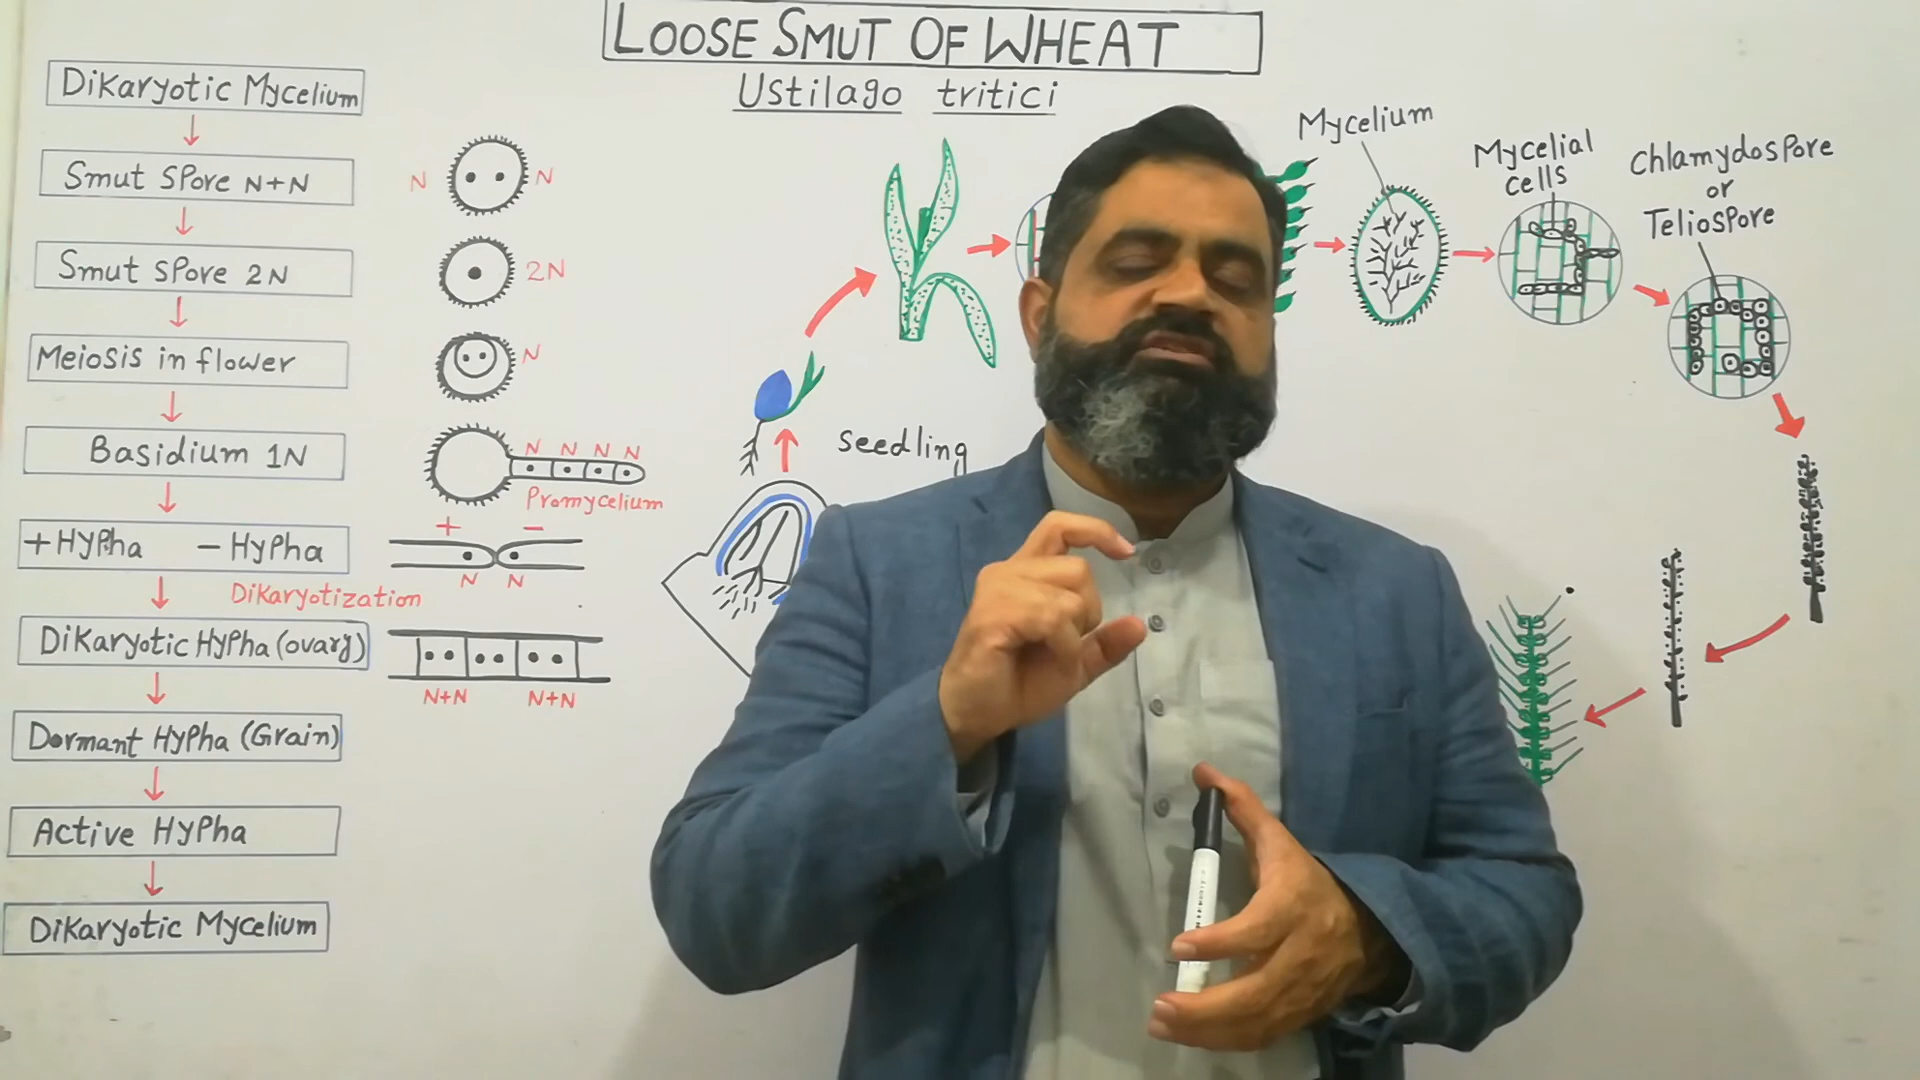 LOOSE SMUT OF WHEAT
Ustilago tritici
Dikaryotic Mycelium
Smut Spore N+N
N
N
Smut Spore 2N
2N
Meiosis in flower
N
Basidium 1N
N N N N
Promycelium
+Hypha - Hypha
+ -
N N
Dikaryotization
Dikaryotic Hypha (ovary)
N+N N+N
Dormant Hypha (Grain)
Active Hypha
Dikaryotic Mycelium
seedling
Mycelium
Mycelial
cells
Chlamydospore
or
Teliospore